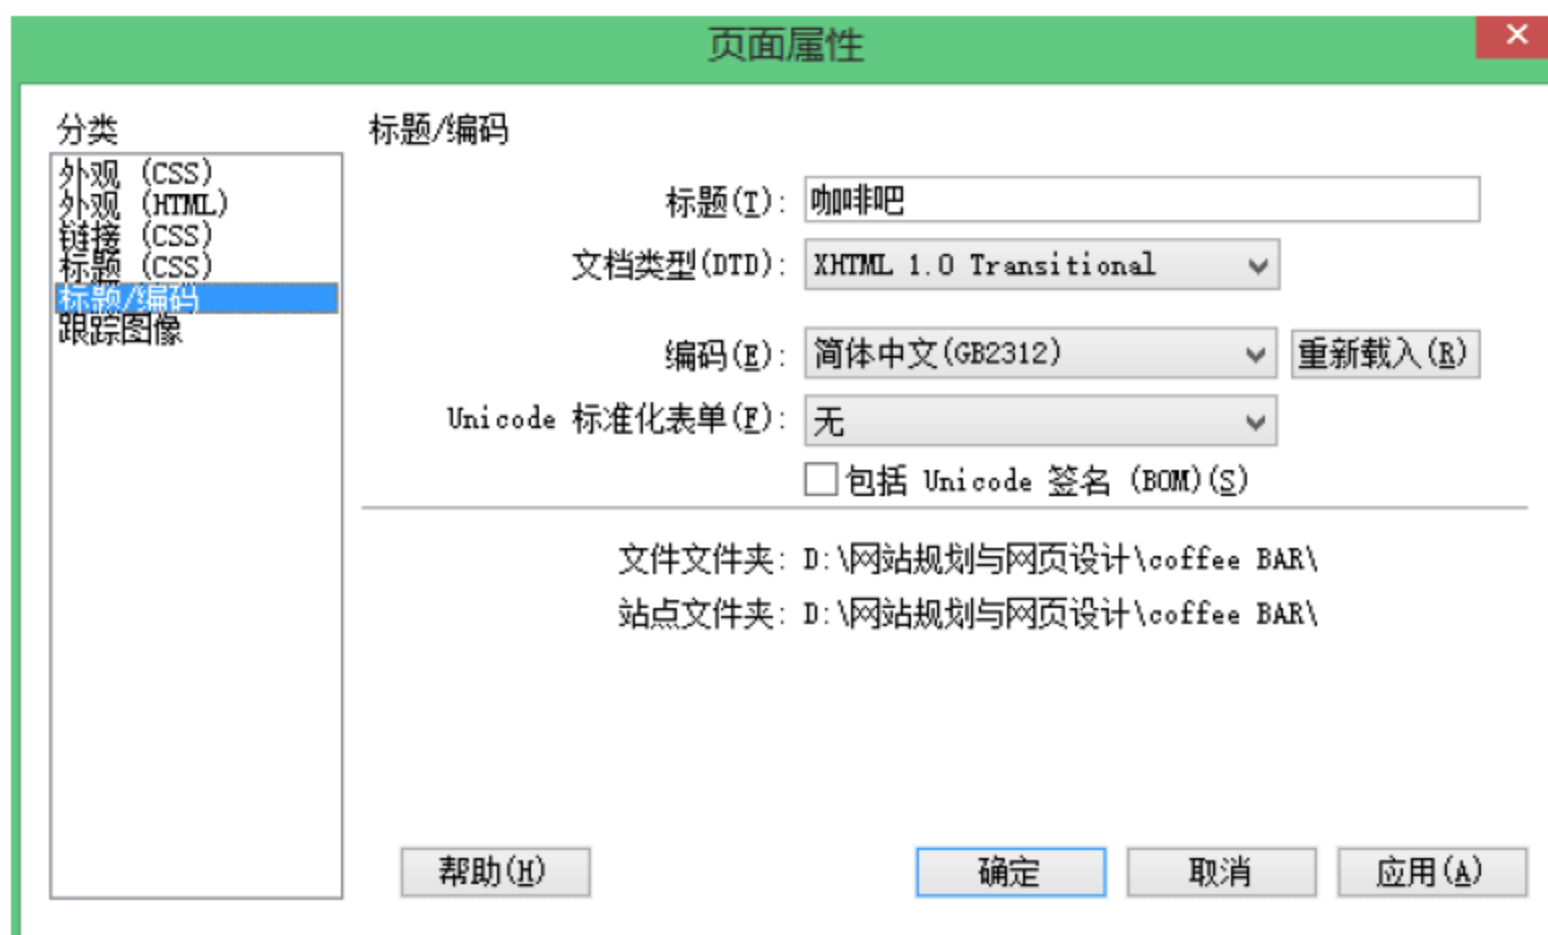 页面属性
分类
外观 (CSS)
外观 (HTML)
链接 (CSS)
标题 (CSS)
标题/编码
跟踪图像
标题/编码
标题(T): 咖啡吧
文档类型(DTD): XHTML 1.0 Transitional
编码(E): 简体中文(GB2312) 重新载入(R)
Unicode 标准化表单(F): 无
包括 Unicode 签名 (BOM)(S)
文件文件夹: D:\网站规划与网页设计\coffee BAR\
站点文件夹: D:\网站规划与网页设计\coffee BAR\
帮助(H) 确定 取消 应用(A)